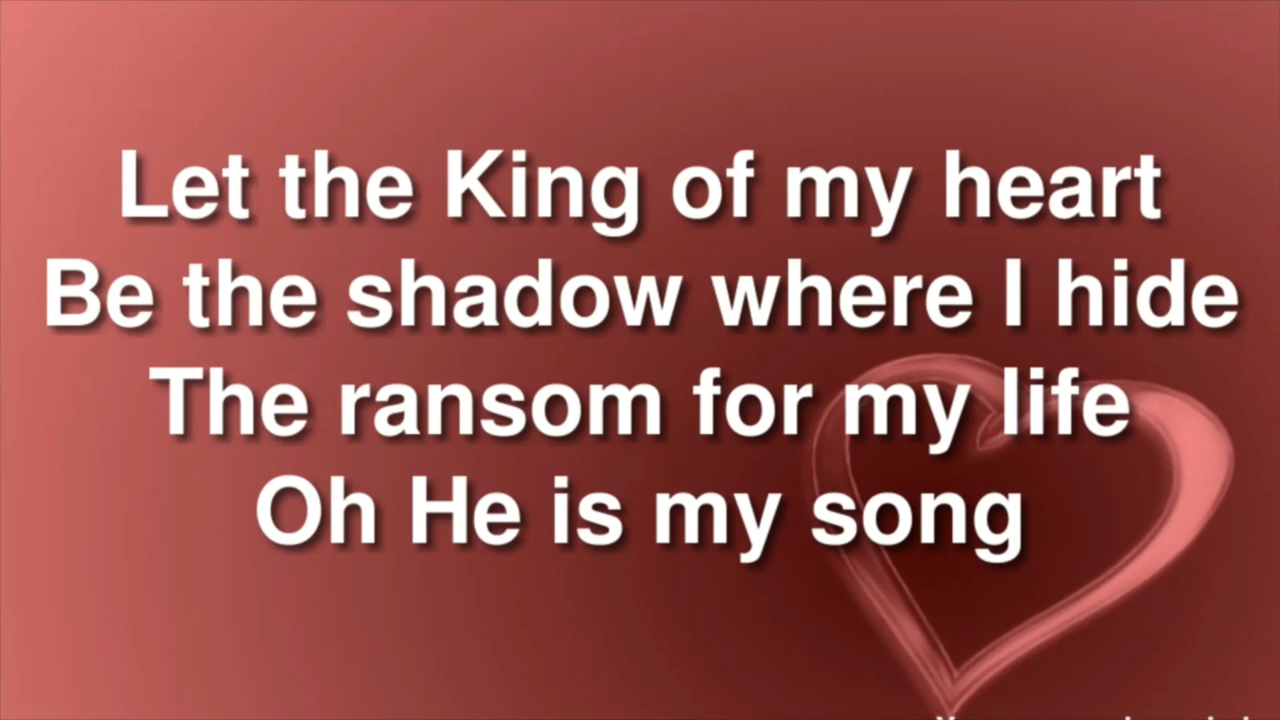 Let the King of my heart
Be the shadow where I hide
The ransom for my life
Oh He is my song